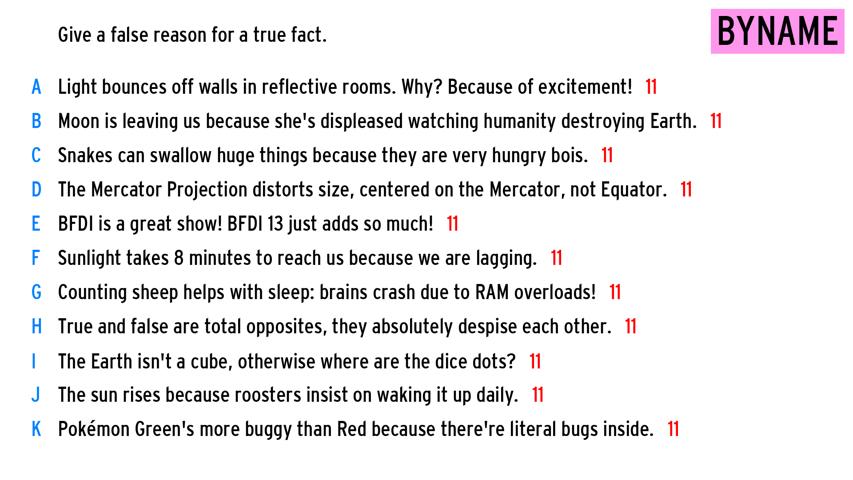 Give a false reason for a true fact.
BYNAME
A Light bounces off walls in reflective rooms. Why? Because of excitement! 11
B Moon is leaving us because she's displeased watching humanity destroying Earth. 11
C Snakes can swallow huge things because they are very hungry bois. 11
D The Mercator Projection distorts size, centered on the Mercator, not Equator. 11
E BFDI is a great show! BFDI 13 just adds so much! 11
F Sunlight takes 8 minutes to reach us because we are lagging. 11
G Counting sheep helps with sleep: brains crash due to RAM overloads! 11
H True and false are total opposites, they absolutely despise each other. 11
I The Earth isn't a cube, otherwise where are the dice dots? 11
J The sun rises because roosters insist on waking it up daily. 11
K Pokémon Green's more buggy than Red because there're literal bugs inside. 11